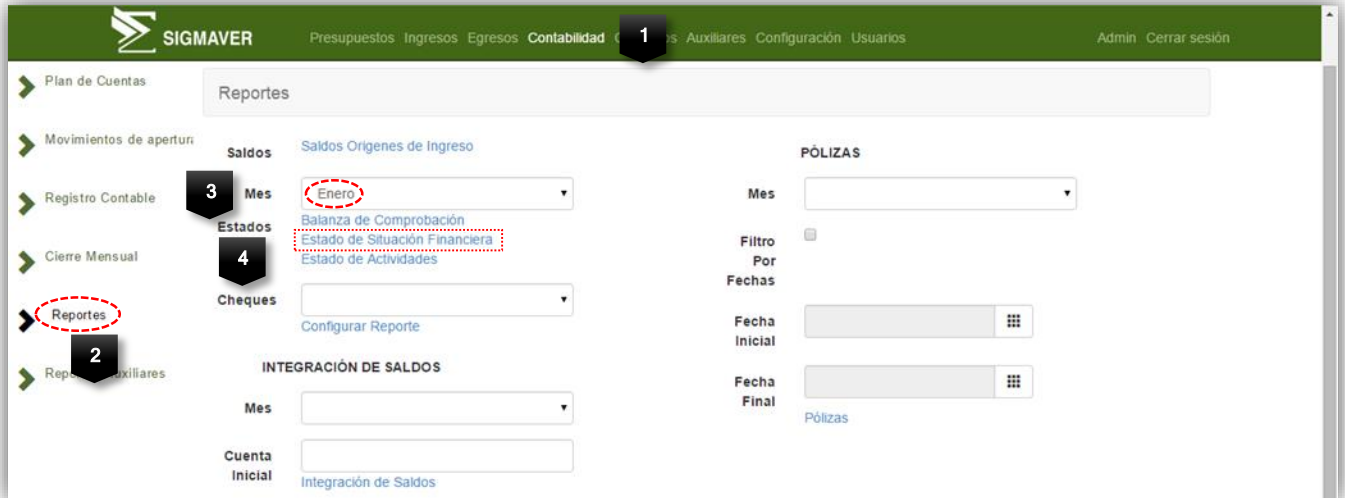 SIGMAVER
Presupuestos Ingresos Egresos Contabilidad 1 Auxiliares Configuración Usuarios
Admin Cerrar sesión
Plan de Cuentas
Movimientos de apertura
Registro Contable
Cierre Mensual
Reportes
2
Reportes
Saldos
Saldos Origenes de Ingreso
3
Mes
Enero
Estados
Balanza de Comprobación
Estado de Situación Financiera
4
Estado de Actividades
Cheques
Configurar Reporte
INTEGRACIÓN DE SALDOS
Mes
Cuenta
Inicial
Integración de Saldos
PÒLIZAS
Mes
Filtro
Por
Fechas
Fecha
Inicial
Fecha
Final
Pólizas